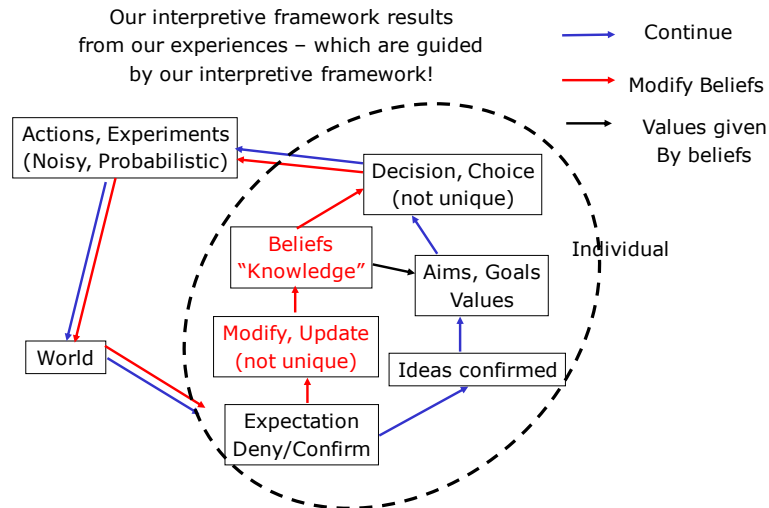 Our interpretive framework results
from our experiences – which are guided
by our interpretive framework!
Continue
Modify Beliefs
Values given
By beliefs
Actions, Experiments
(Noisy, Probabilistic)
Decision, Choice
(not unique)
Individual
Beliefs
“Knowledge”
Aims, Goals
Values
Modify, Update
(not unique)
World
Ideas confirmed
Expectation
Deny/Confirm